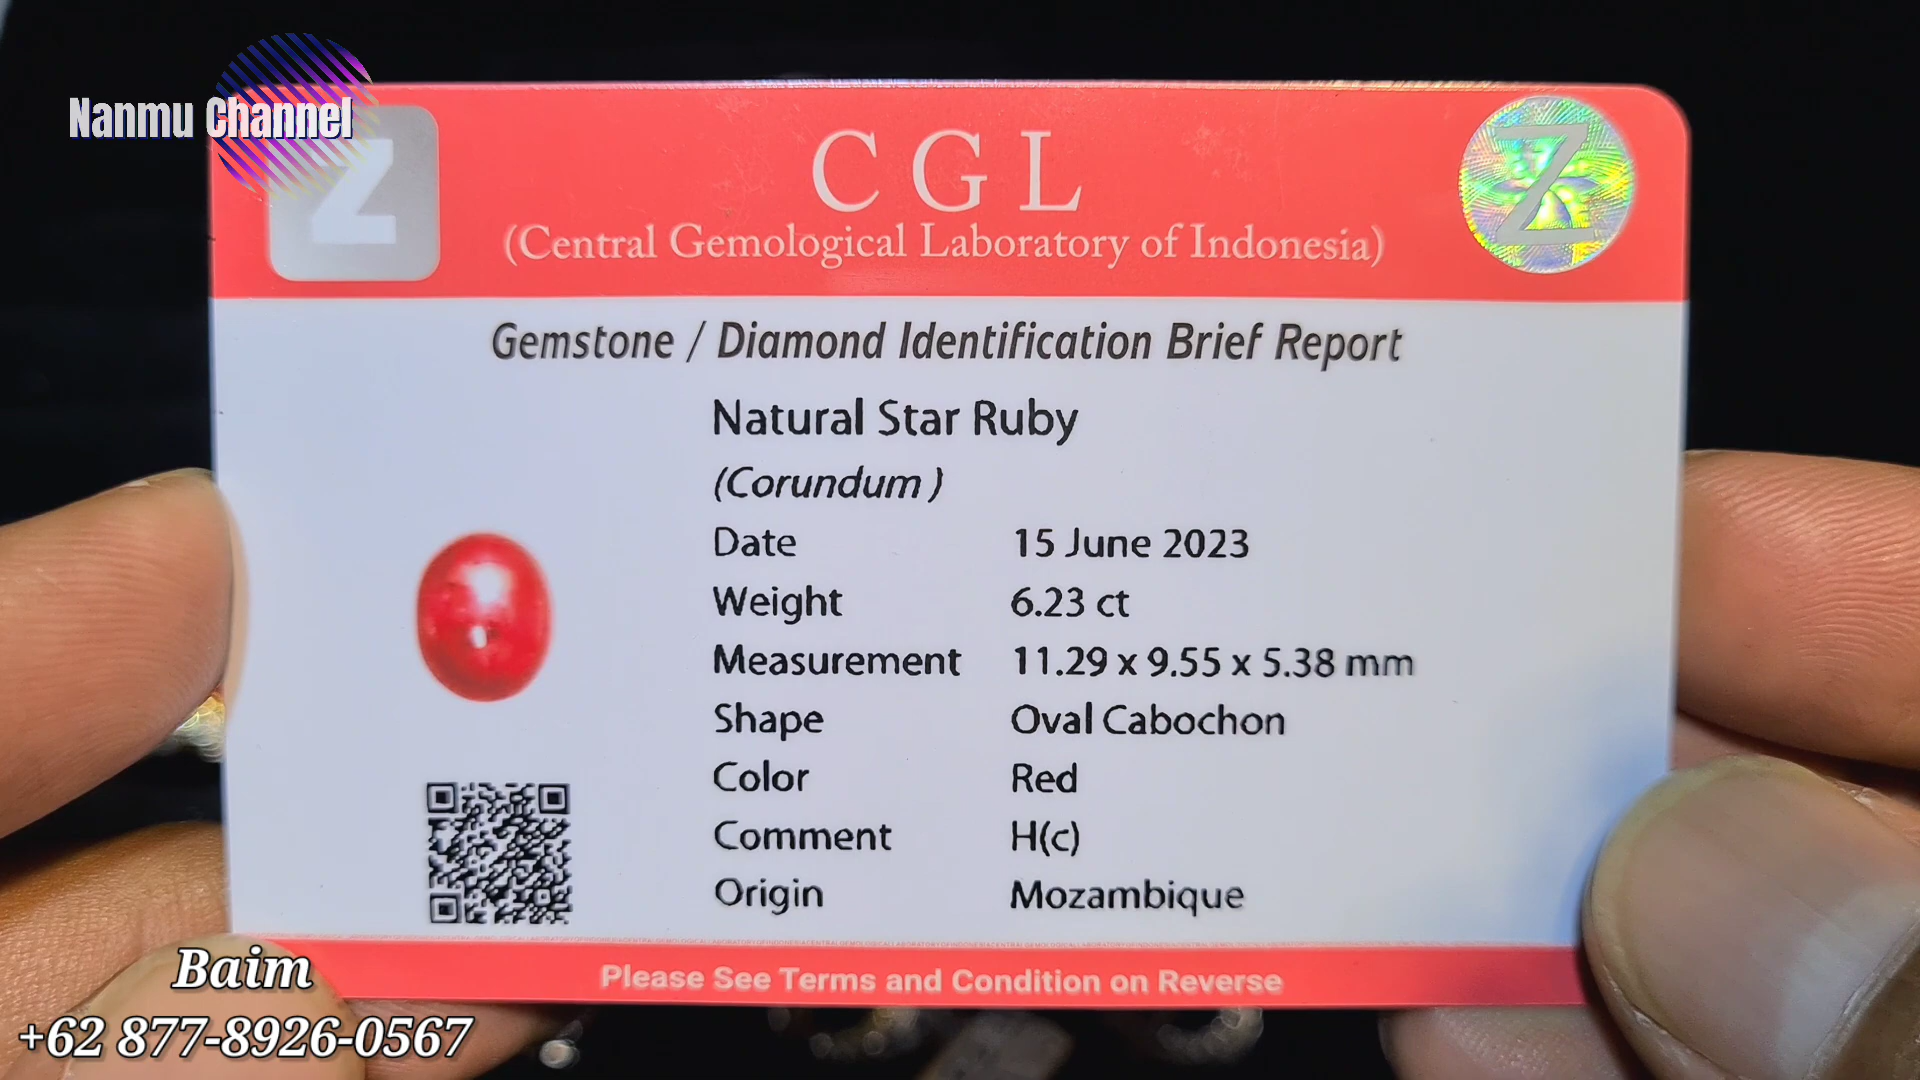 Nanmu Channel
Z
C G L
Z
(Central Gemological Laboratory of Indonesia)
Gemstone / Diamond Identification Brief Report
Natural Star Ruby
(Corundum )
Date 15 June 2023
Weight 6.23 ct
Measurement 11.29 x 9.55 x 5.38 mm
Shape Oval Cabochon
Color Red
Comment H(c)
Origin Mozambique
Please See Terms and Condition on Reverse
Baim
+62 877-8926-0567